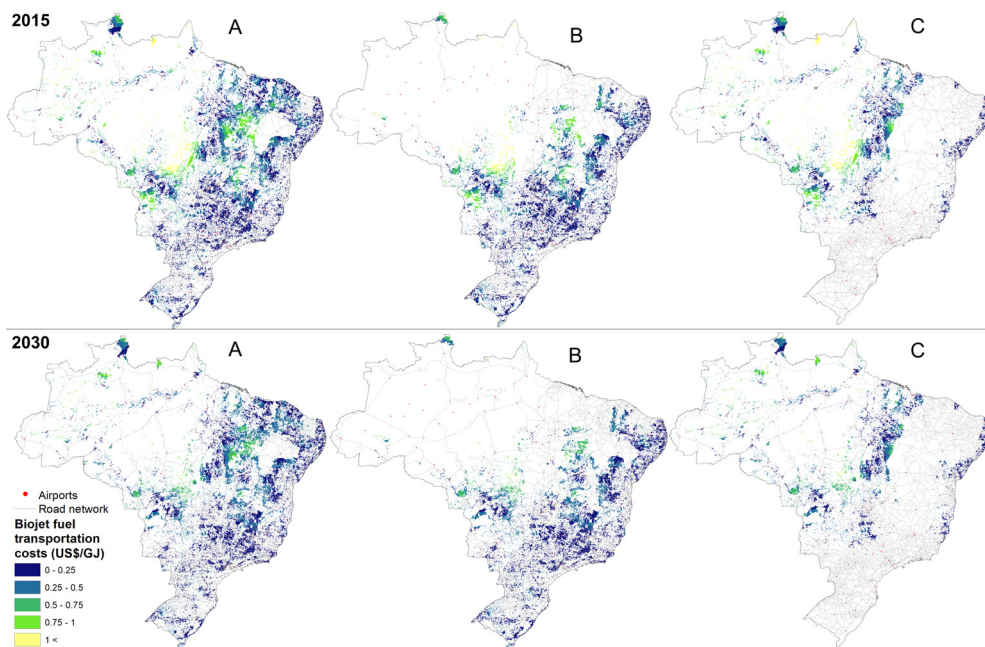 2015
A
B
C
2030
A
B
C
Airports
Road network
Biojet fuel
transportation
costs (US$/GJ)
0 - 0.25
0.25 - 0.5
0.5 - 0.75
0.75 - 1
1 <